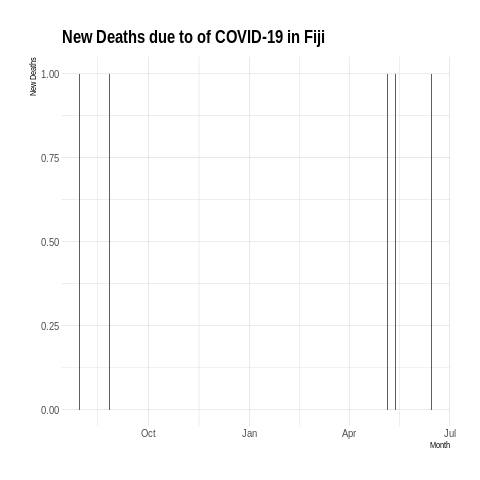 New Deaths due to of COVID-19 in Fiji
New Deaths
1.00
0.75
0.50
0.25
0.00
Oct
Jan
Apr
Jul
Month